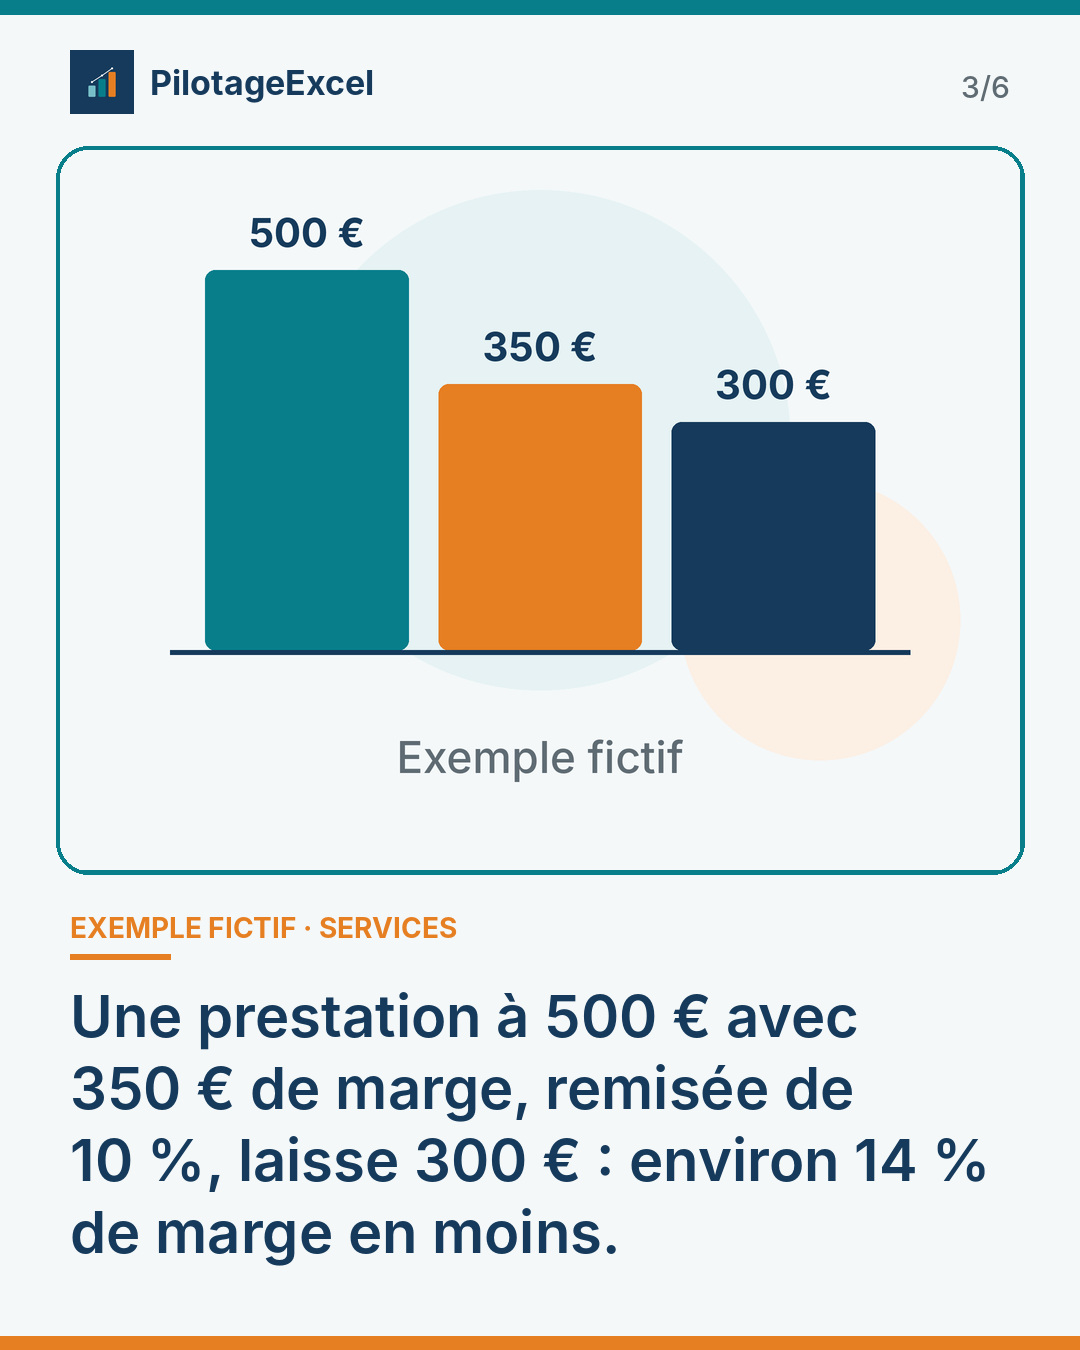 PilotageExcel
3/6
500 €
350 €
300 €
Exemple fictif
EXEMPLE FICTIF · SERVICES
Une prestation à 500 € avec
350 € de marge, remisée de
10 %, laisse 300 € : environ 14 %
de marge en moins.